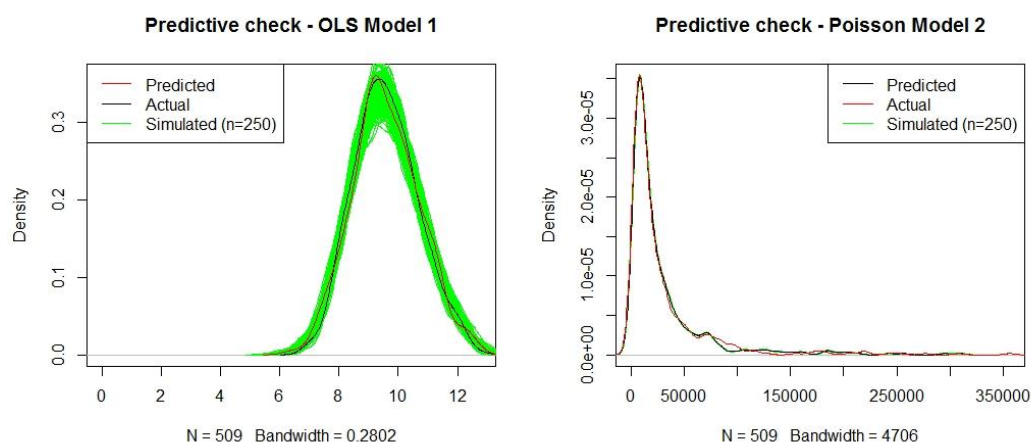 Predictive check - OLS Model 1
Predicted
Actual
Simulated (n=250)
Density
0.0
0.1
0.2
0.3
0 2 4 6 8 10 12
N = 509 Bandwidth = 0.2802
Predictive check - Poisson Model 2
Predicted
Actual
Simulated (n=250)
Density
0.0e+00
1.0e-05
2.0e-05
3.0e-05
0 50000 150000 250000 350000
N = 509 Bandwidth = 4706